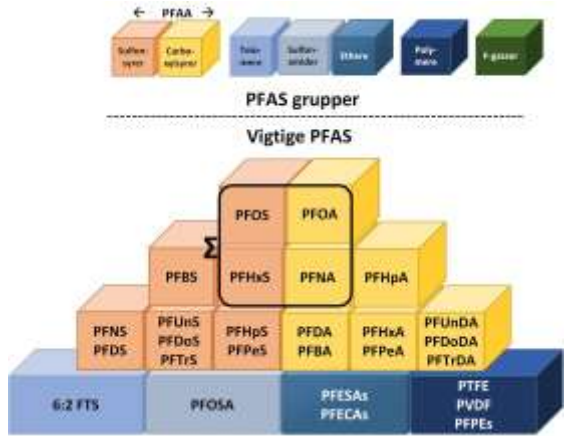 ← PFAA →
Sulfon-
syrer
Carbo-
xylsyrer
Telo-
mere
Sulfon-
amider
Ethere
Poly-
mere
F-gasser
PFAS grupper
Vigtige PFAS
PFOS
PFOA
Σ
PFBS
PFHxS
PFNA
PFHpA
PFNS
PFDS
PFUnS
PFDoS
PFTrS
PFHpS
PFPeS
PFDA
PFBA
PFHxA
PFPeA
PFUnDA
PFDoDA
PFTrDA
6:2 FTS
PFOSA
PFESAs
PFECAs
PTFE
PVDF
PFPEs